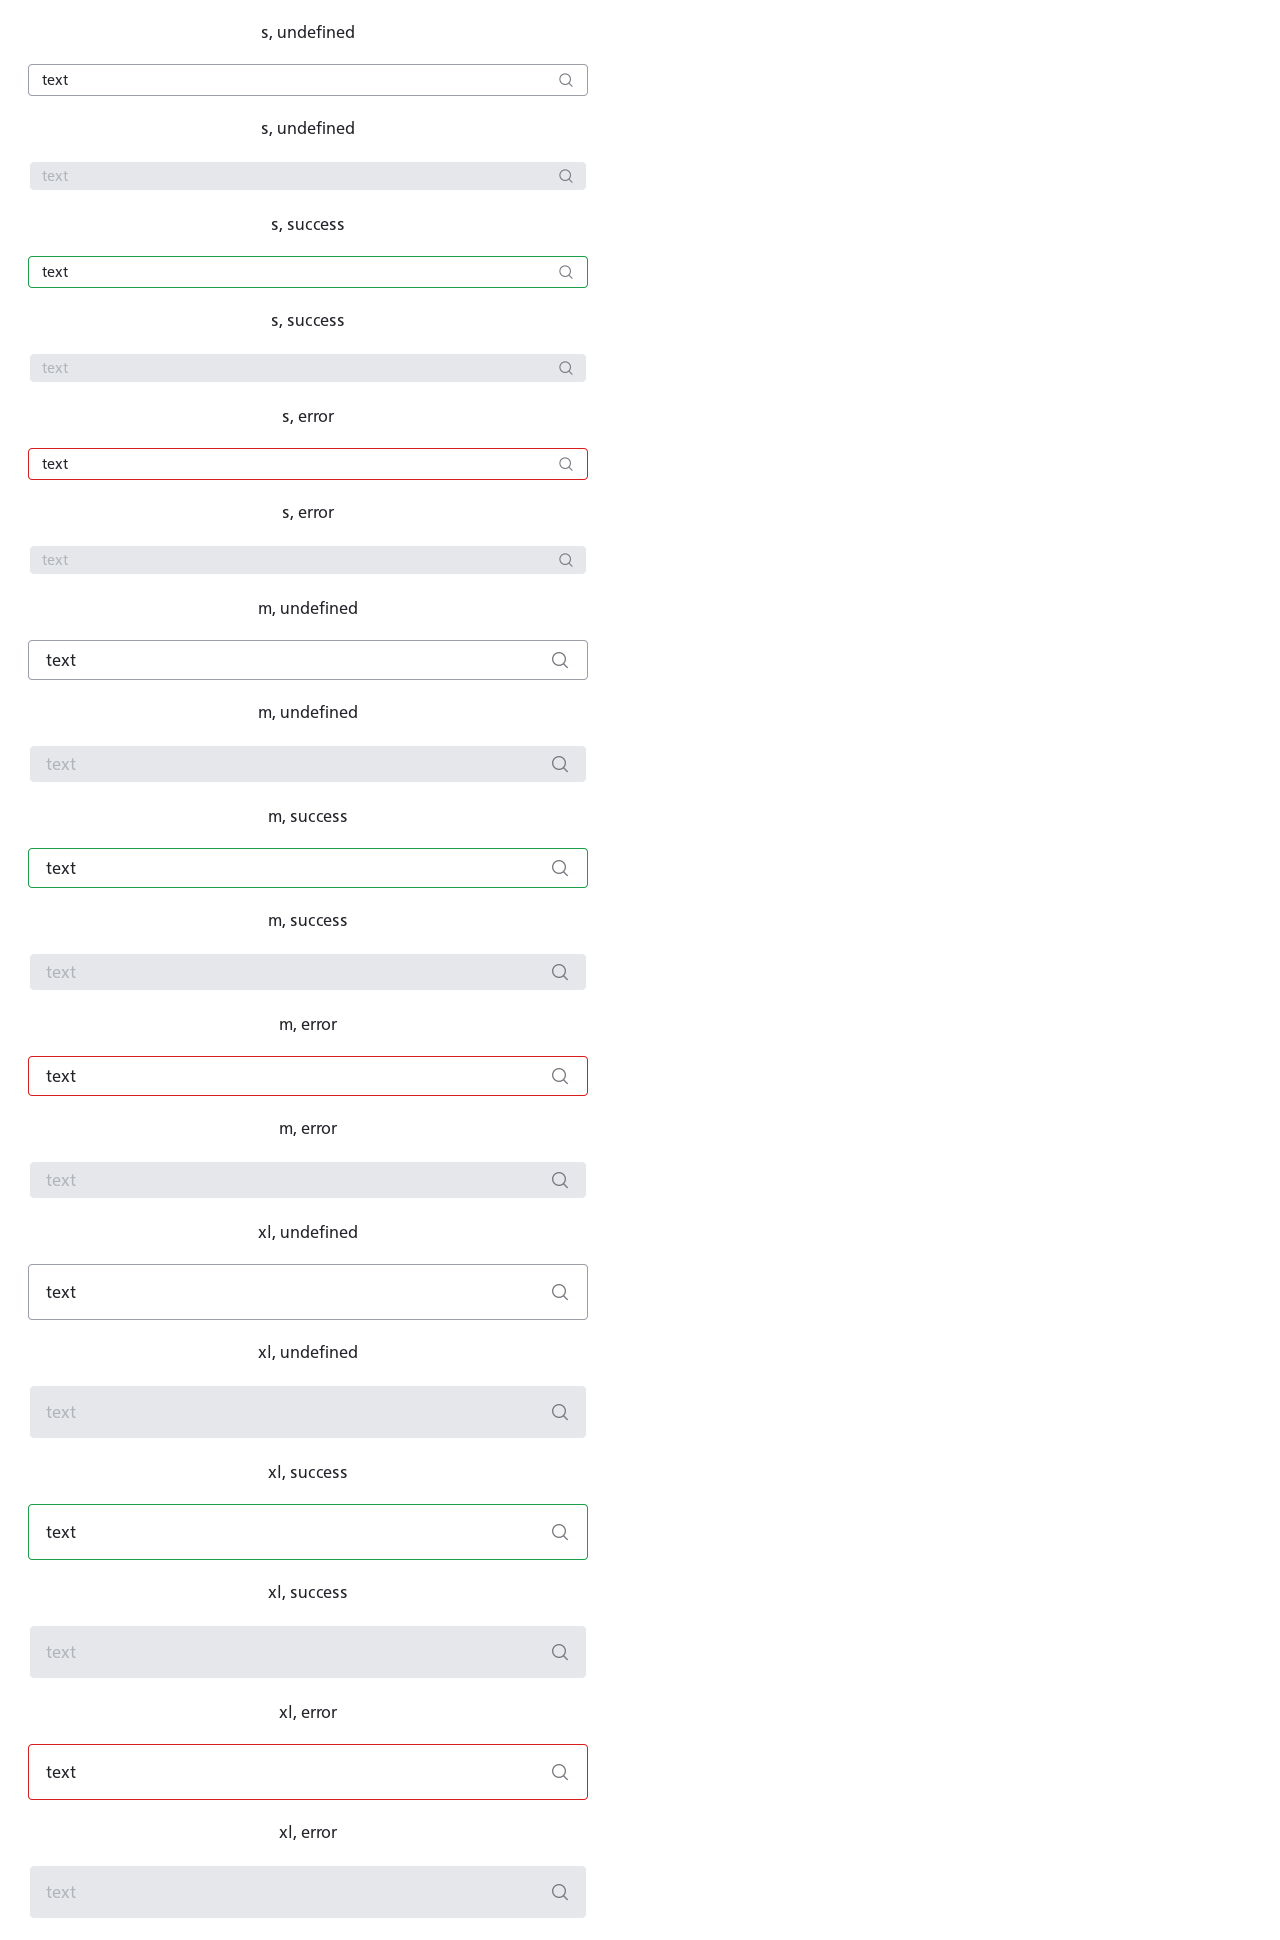 s, undefined
text
s, undefined
text
s, success
text
s, success
text
s, error
text
s, error
text
m, undefined
text
m, undefined
text
m, success
text
m, success
text
m, error
text
m, error
text
xl, undefined
text
xl, undefined
text
xl, success
text
xl, success
text
xl, error
text
xl, error
text